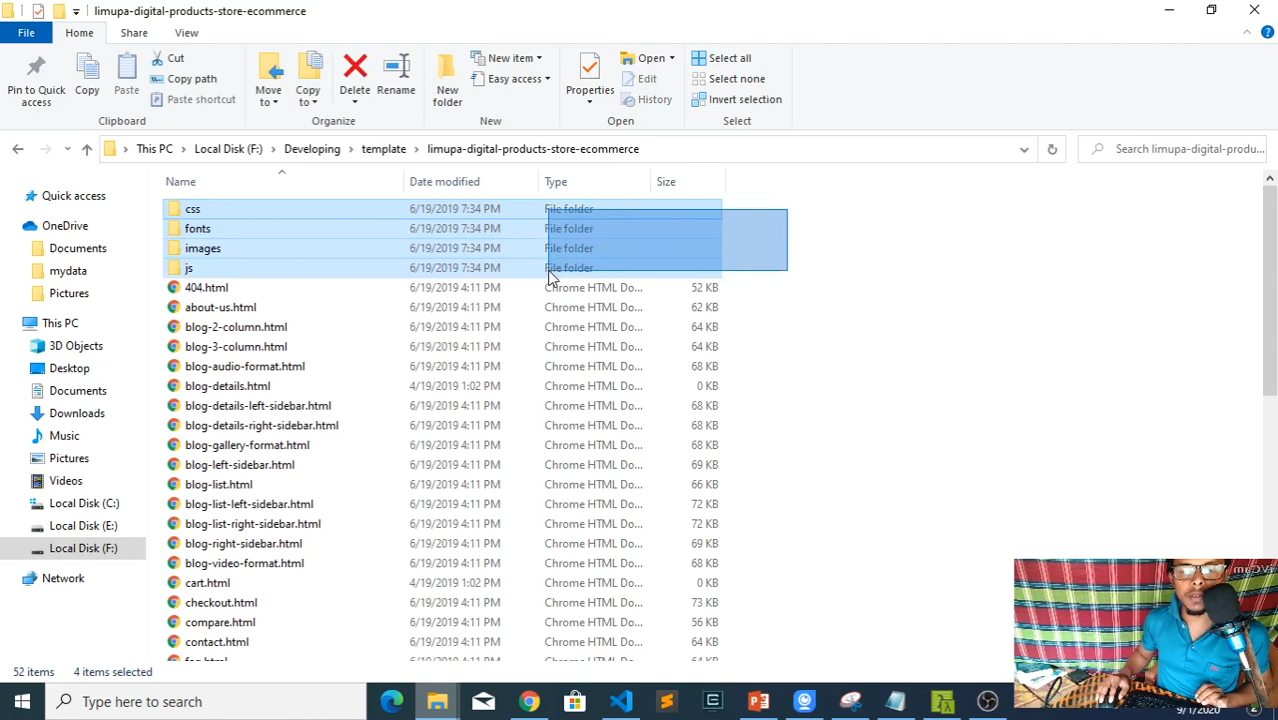 limupa-digital-products-store-ecommerce
File
Home
Share
View
Pin to Quick access
Copy
Paste
Cut
Copy path
Paste shortcut
Clipboard
Move to
Copy to
Delete
Rename
Organize
New folder
New item
Easy access
New
Properties
Open
Edit
History
Open
Select all
Select none
Invert selection
Select
This PC
Local Disk (F:)
Developing
template
limupa-digital-products-store-ecommerce
Search limupa-digital-produ...
Name Date modified Type Size
Quick access
OneDrive
Documents
mydata
Pictures
This PC
3D Objects
Desktop
Documents
Downloads
Music
Pictures
Videos
Local Disk (C:)
Local Disk (E:)
Local Disk (F:)
Network
css 6/19/2019 7:34 PM File folder
fonts 6/19/2019 7:34 PM File folder
images 6/19/2019 7:34 PM File folder
js 6/19/2019 7:34 PM File folder
404.html 6/19/2019 4:11 PM Chrome HTML Do... 52 KB
about-us.html 6/19/2019 4:11 PM Chrome HTML Do... 62 KB
blog-2-column.html 6/19/2019 4:11 PM Chrome HTML Do... 64 KB
blog-3-column.html 6/19/2019 4:11 PM Chrome HTML Do... 64 KB
blog-audio-format.html 6/19/2019 4:11 PM Chrome HTML Do... 68 KB
blog-details.html 4/19/2019 1:02 PM Chrome HTML Do... 0 KB
blog-details-left-sidebar.html 6/19/2019 4:11 PM Chrome HTML Do... 68 KB
blog-details-right-sidebar.html 6/19/2019 4:11 PM Chrome HTML Do... 68 KB
blog-gallery-format.html 6/19/2019 4:11 PM Chrome HTML Do... 68 KB
blog-left-sidebar.html 6/19/2019 4:11 PM Chrome HTML Do... 69 KB
blog-list.html 6/19/2019 4:11 PM Chrome HTML Do... 66 KB
blog-list-left-sidebar.html 6/19/2019 4:11 PM Chrome HTML Do... 72 KB
blog-list-right-sidebar.html 6/19/2019 4:11 PM Chrome HTML Do... 72 KB
blog-right-sidebar.html 6/19/2019 4:11 PM Chrome HTML Do... 69 KB
blog-video-format.html 6/19/2019 4:11 PM Chrome HTML Do... 68 KB
cart.html 4/19/2019 1:02 PM Chrome HTML Do... 0 KB
checkout.html 6/19/2019 4:11 PM Chrome HTML Do... 73 KB
compare.html 6/19/2019 4:11 PM Chrome HTML Do... 56 KB
contact.html 6/19/2019 4:11 PM Chrome HTML Do... 64 KB
52 items 4 items selected
Type here to search
9/1/2020